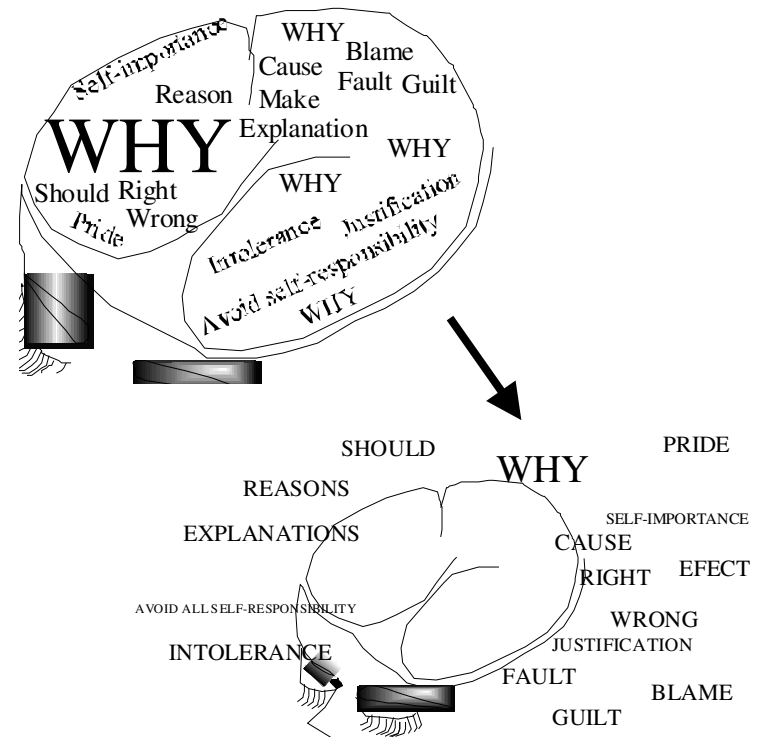 Self-importance
WHY
Blame
Cause
Fault Guilt
Reason
Make
Explanation
WHY
WHY
WHY
Should Right
Wrong
Pride
Intolerance
Justification
Avoid self-responsibility
WHY
SHOULD
WHY
PRIDE
REASONS
SELF-IMPORTANCE
EXPLANATIONS
CAUSE
RIGHT
EFECT
AVOID ALL SELF-RESPONSIBILITY
WRONG
JUSTIFICATION
INTOLERANCE
FAULT
BLAME
GUILT